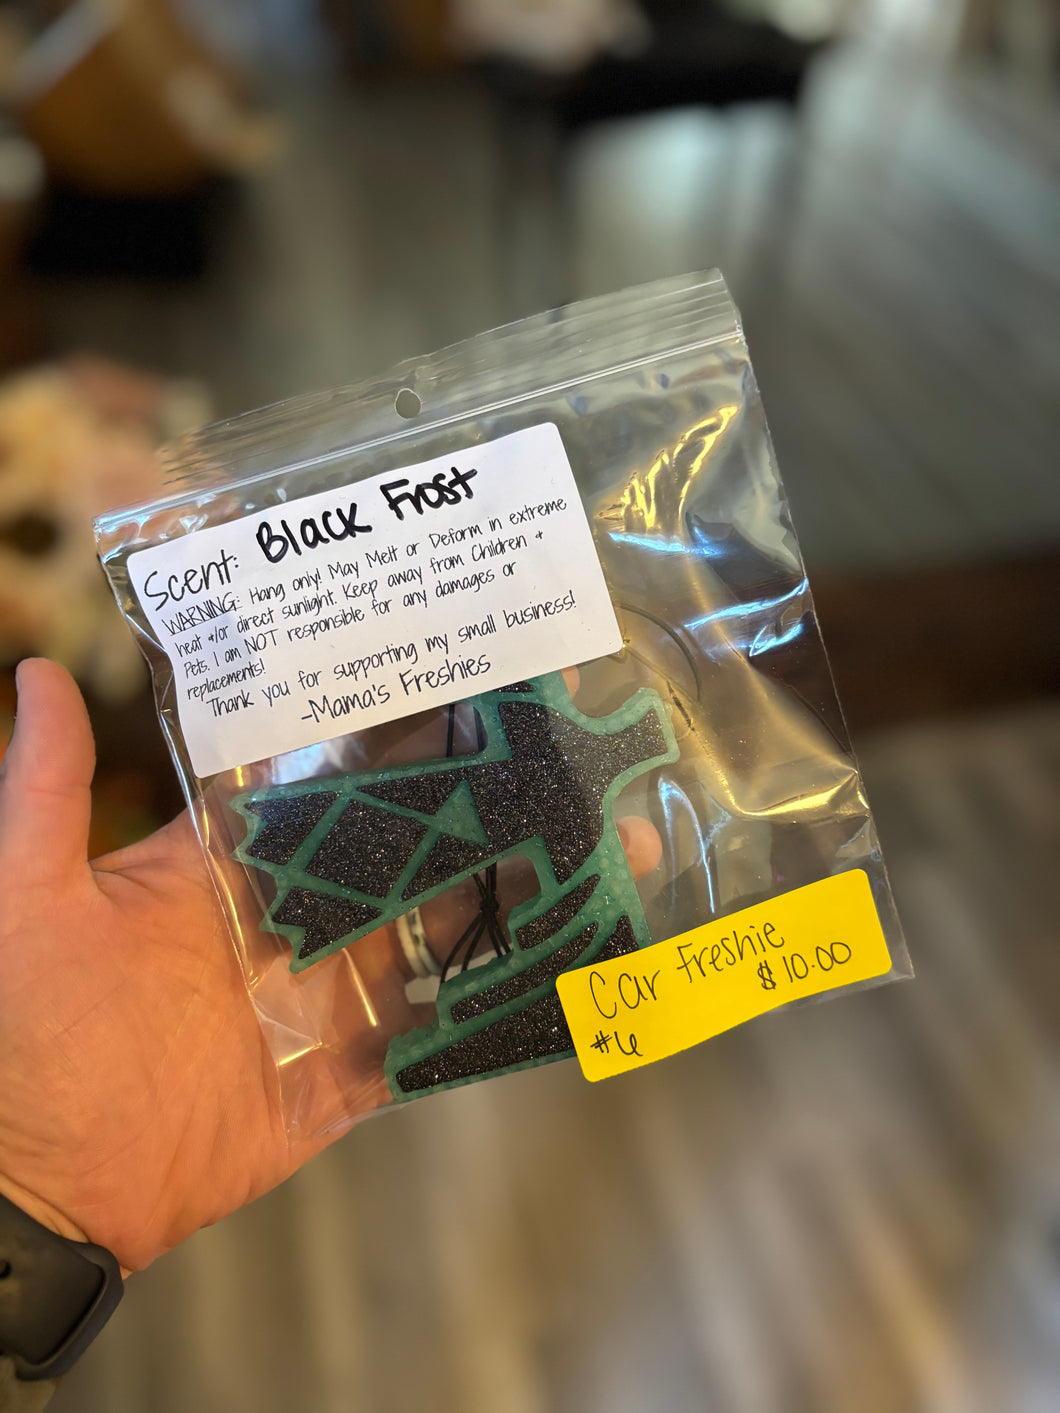 Scent: Black Frost
WARNING: Hang only! May Melt or Deform in extreme
heat +/or direct sunlight. Keep away from Children +
Pets. I am NOT responsible for any damages or
replacements!
Thank you for supporting my small business!
-Mama's Freshies
Car Freshie
$10.00
#6